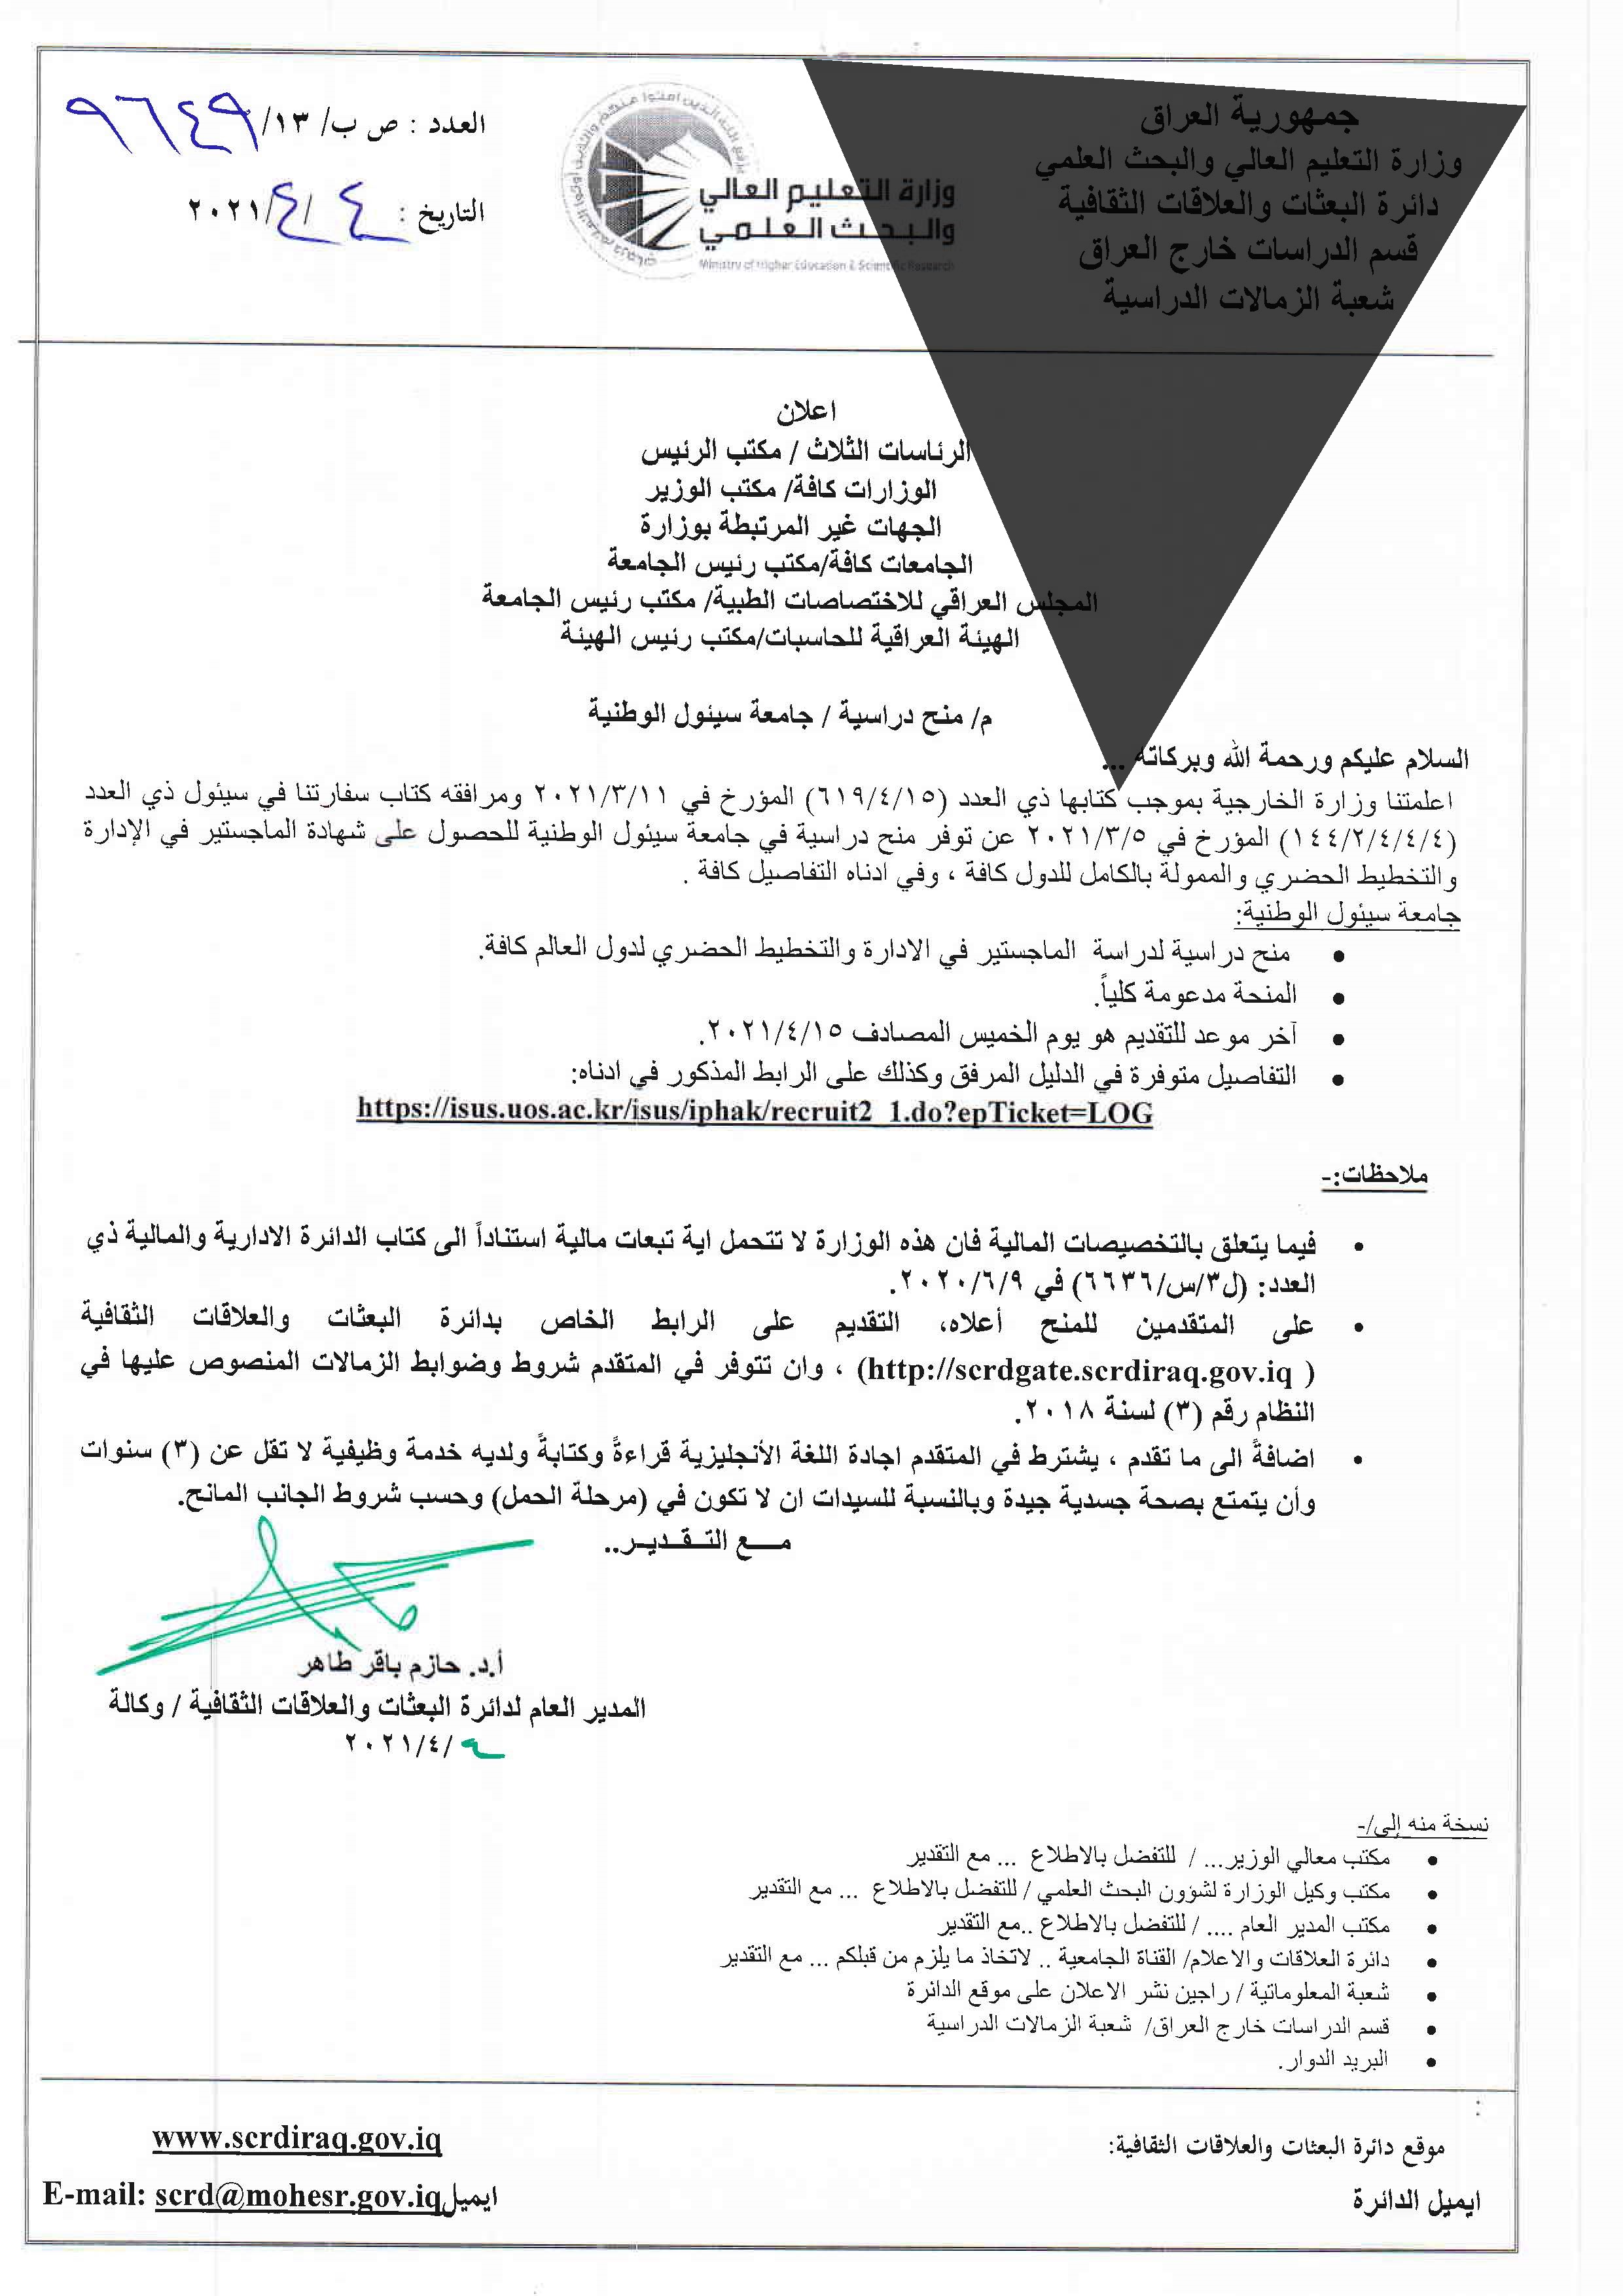 جمهورية العراق
وزارة التعليم العالي والبحث العلمي
دائرة البعثات والعلاقات الثقافية
قسم الدراسات خارج العراق
شعبة الزمالات الدراسية
وزارة التعليم العالي
والبحث العلمي
Ministry of Higher Education & Scientific Research
العدد : ص ب/ ١٣/ ٩٦٤٩
التاريخ : ٤ /٤ /٢٠٢١
اعلان
الرئاسات الثلاث / مكتب الرئيس
الوزارات كافة/ مكتب الوزير
الجهات غير المرتبطة بوزارة
الجامعات كافة/مكتب رئيس الجامعة
المجلس العراقي للاختصاصات الطبية/ مكتب رئيس الجامعة
الهيئة العراقية للحاسبات/مكتب رئيس الهيئة
م/ منح دراسية / جامعة سيئول الوطنية
السلام عليكم ورحمة الله وبركاته ...
اعلمتنا وزارة الخارجية بموجب كتابها ذي العدد (٦١٩/٤/١٥) المؤرخ في ٢٠٢١/٣/١١ ومرافقه كتاب سفارتنا في سيئول ذي العدد
(١٤٤/٢/٤/٤/٤) المؤرخ في ٢٠٢١/٣/٥ عن توفر منح دراسية في جامعة سيئول الوطنية للحصول على شهادة الماجستير في الإدارة
والتخطيط الحضري والممولة بالكامل للدول كافة ، وفي ادناه التفاصيل كافة .
جامعة سيئول الوطنية:
• منح دراسية لدراسة الماجستير في الادارة والتخطيط الحضري لدول العالم كافة.
• المنحة مدعومة كلياً.
• آخر موعد للتقديم هو يوم الخميس المصادف ٢٠٢١/٤/١٥.
• التفاصيل متوفرة في الدليل المرفق وكذلك على الرابط المذكور في ادناه:
https://isus.uos.ac.kr/isus/iphak/recruit2_1.do?epTicket=LOG
ملاحظات:-
• فيما يتعلق بالتخصيصات المالية فان هذه الوزارة لا تتحمل اية تبعات مالية استناداً الى كتاب الدائرة الادارية والمالية ذي
العدد: (ل٣/س/٦٦٣٦) في ٢٠٢٠/٦/٩.
• على المتقدمين للمنح أعلاه، التقديم على الرابط الخاص بدائرة البعثات والعلاقات الثقافية
(http://scrdgate.scrdiraq.gov.iq ) ، وان تتوفر في المتقدم شروط وضوابط الزمالات المنصوص عليها في
النظام رقم (٣) لسنة ٢٠١٨.
• اضافةً الى ما تقدم ، يشترط في المتقدم اجادة اللغة الأنجليزية قراءةً وكتابةً ولديه خدمة وظيفية لا تقل عن (٣) سنوات
وأن يتمتع بصحة جسدية جيدة وبالنسبة للسيدات ان لا تكون في (مرحلة الحمل) وحسب شروط الجانب المانح.
مــع التــقــديــر..
أ.د. حازم باقر طاهر
المدير العام لدائرة البعثات والعلاقات الثقافية / وكالة
/٢٠٢١/٤
نسخة منه إلى/-
• مكتب معالي الوزير... / للتفضل بالاطلاع ... مع التقدير
• مكتب وكيل الوزارة لشؤون البحث العلمي / للتفضل بالاطلاع ... مع التقدير
• مكتب المدير العام .... / للتفضل بالاطلاع ..مع التقدير
• دائرة العلاقات والاعلام/ القناة الجامعية .. لاتخاذ ما يلزم من قبلكم ... مع التقدير
• شعبة المعلوماتية / راجين نشر الاعلان على موقع الدائرة
• قسم الدراسات خارج العراق/ شعبة الزمالات الدراسية
• البريد الدوار.
موقع دائرة البعثات والعلاقات الثقافية: www.scrdiraq.gov.iq
ايميل الدائرة ايميلE-mail: scrd@mohesr.gov.iq